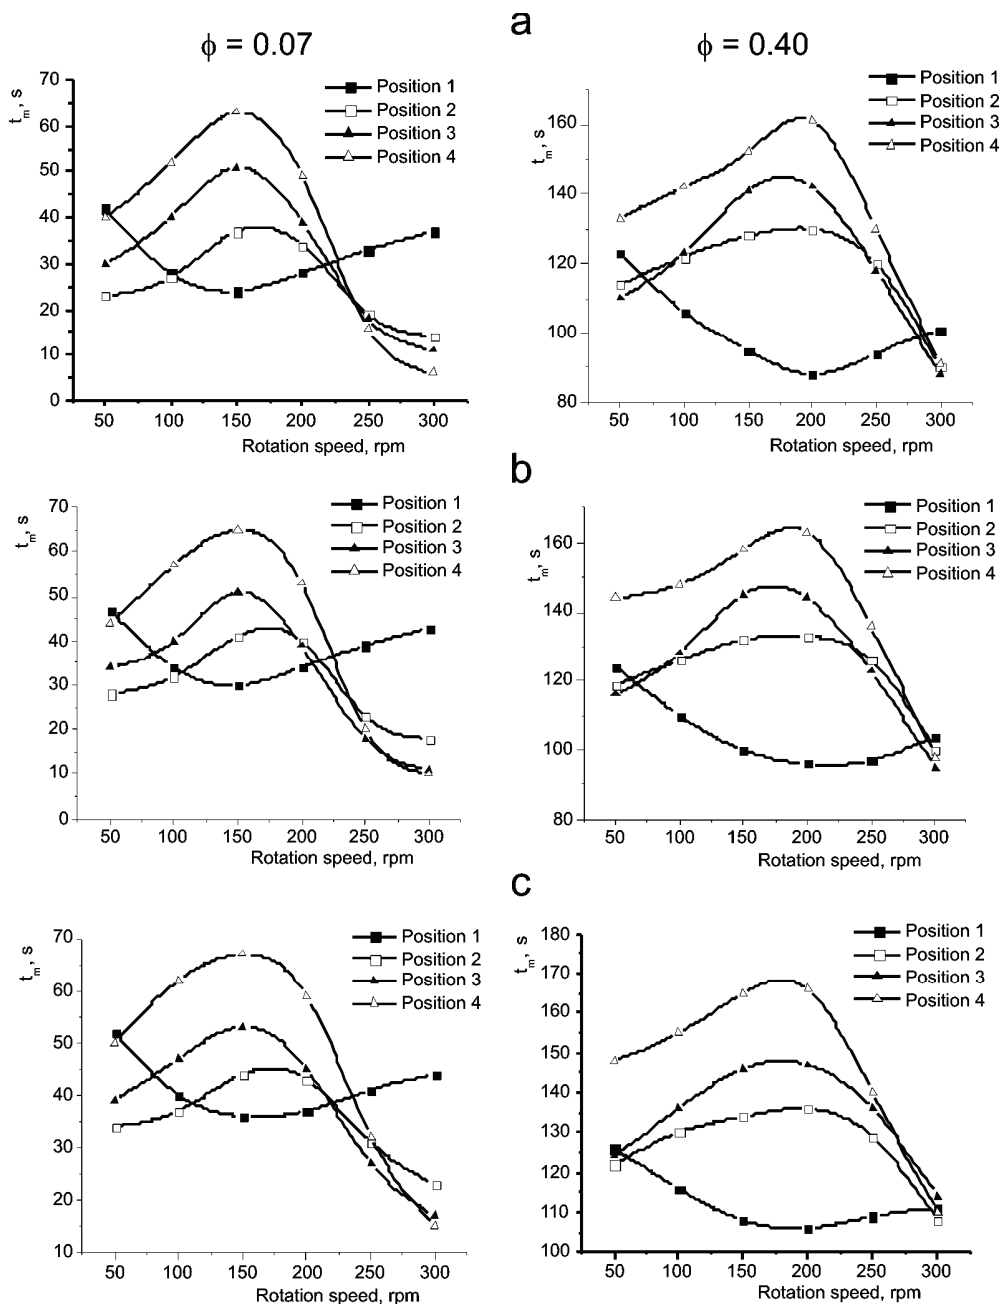 a
ϕ = 0.07
ϕ = 0.40
70
60
50
40
30
20
10
0
t_m, s
Position 1
Position 2
Position 3
Position 4
50 100 150 200 250 300
Rotation speed, rpm
160
140
120
100
80
t_m, s
Position 1
Position 2
Position 3
Position 4
50 100 150 200 250 300
Rotation speed, rpm
b
70
60
50
40
30
20
10
0
t_m, s
Position 1
Position 2
Position 3
Position 4
50 100 150 200 250 300
Rotation speed, rpm
160
140
120
100
80
t_m, s
Position 1
Position 2
Position 3
Position 4
50 100 150 200 250 300
Rotation speed, rpm
c
70
60
50
40
30
20
10
t_m, s
Position 1
Position 2
Position 3
Position 4
50 100 150 200 250 300
Rotation speed, rpm
180
170
160
150
140
130
120
110
100
t_m, s
Position 1
Position 2
Position 3
Position 4
50 100 150 200 250 300
Rotation speed, rpm